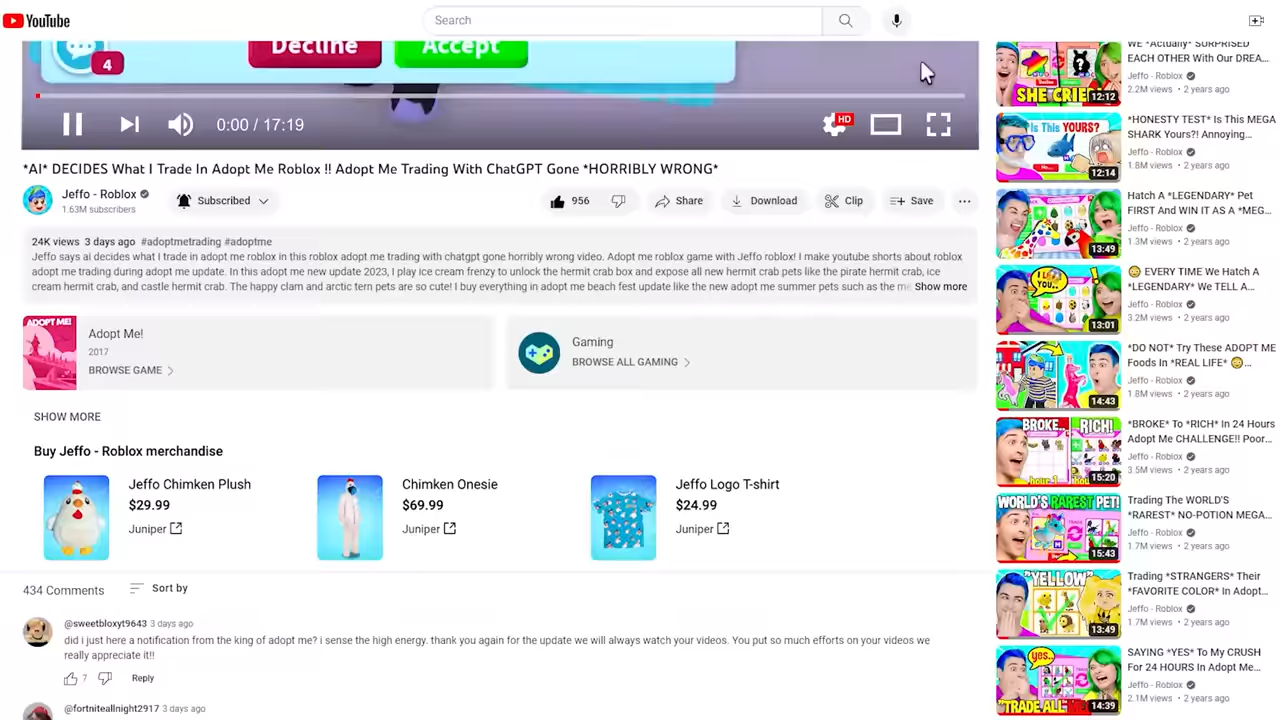 YouTube
Search
4
Decline
Accept
0:00 / 17:19
HD
*AI* DECIDES What I Trade In Adopt Me Roblox !! Adopt Me Trading With ChatGPT Gone *HORRIBLY WRONG*
Jeffo - Roblox
1.63M subscribers
Subscribed
956
Share
Download
Clip
Save
24K views 3 days ago #adoptmetrading #adoptme
Jeffo says ai decides what I trade in adopt me roblox in this roblox adopt me trading with chatgpt gone horribly wrong video. Adopt me roblox game with Jeffo roblox! I make youtube shorts about roblox
adopt me trading during adopt me update. In this adopt me new update 2023, I play ice cream frenzy to unlock the hermit crab box and expose all new hermit crab pets like the pirate hermit crab, ice
cream hermit crab, and castle hermit crab. The happy clam and arctic tern pets are so cute! I buy everything in adopt me beach fest update like the new adopt me summer pets such as the me Show more
ADOPT ME!
Adopt Me!
2017
BROWSE GAME
Gaming
BROWSE ALL GAMING
SHOW MORE
Buy Jeffo - Roblox merchandise
Jeffo Chimken Plush
$29.99
Juniper
Chimken Onesie
$69.99
Juniper
Jeffo Logo T-shirt
$24.99
Juniper
434 Comments
Sort by
@sweetbloxyt9643 3 days ago
did i just here a notification from the king of adopt me? i sense the high energy. thank you again for the update we will always watch your videos. You put so much efforts on your videos we
really appreciate it!!
7
Reply
@fortniteallnight2917 3 days ago
SHE CRIE
12:12
WE *Actually* SURPRISED
EACH OTHER With Our DREA...
Jeffo - Roblox
2.2M views • 2 years ago
Is This YOURS?
12:14
*HONESTY TEST* Is This MEGA
SHARK Yours?! Annoying...
Jeffo - Roblox
1.8M views • 2 years ago
13:49
Hatch A *LEGENDARY* Pet
FIRST And WIN IT AS A *MEG...
Jeffo - Roblox
1.3M views • 2 years ago
YOU..
13:01
EVERY TIME We Hatch A
*LEGENDARY* We TELL A...
Jeffo - Roblox
3.2M views • 2 years ago
14:43
*DO NOT* Try These ADOPT ME
Foods In *REAL LIFE* ...
Jeffo - Roblox
1.8M views • 2 years ago
BROKE..
RICH!
hour 1
15:20
*BROKE* To *RICH* In 24 Hours
Adopt Me CHALLENGE!! Poor...
Jeffo - Roblox
3.5M views • 2 years ago
WORLD'S RAREST PET!
15:43
Trading The WORLD'S
*RAREST* NO-POTION MEGA...
Jeffo - Roblox
1.7M views • 2 years ago
"YELLOW"
13:49
Trading *STRANGERS* Their
*FAVORITE COLOR* In Adopt...
Jeffo - Roblox
1.7M views • 2 years ago
yes..
"TRADE ALL ME
14:39
SAYING *YES* To My CRUSH
For 24 HOURS In Adopt Me...
Jeffo - Roblox
2.1M views • 2 years ago